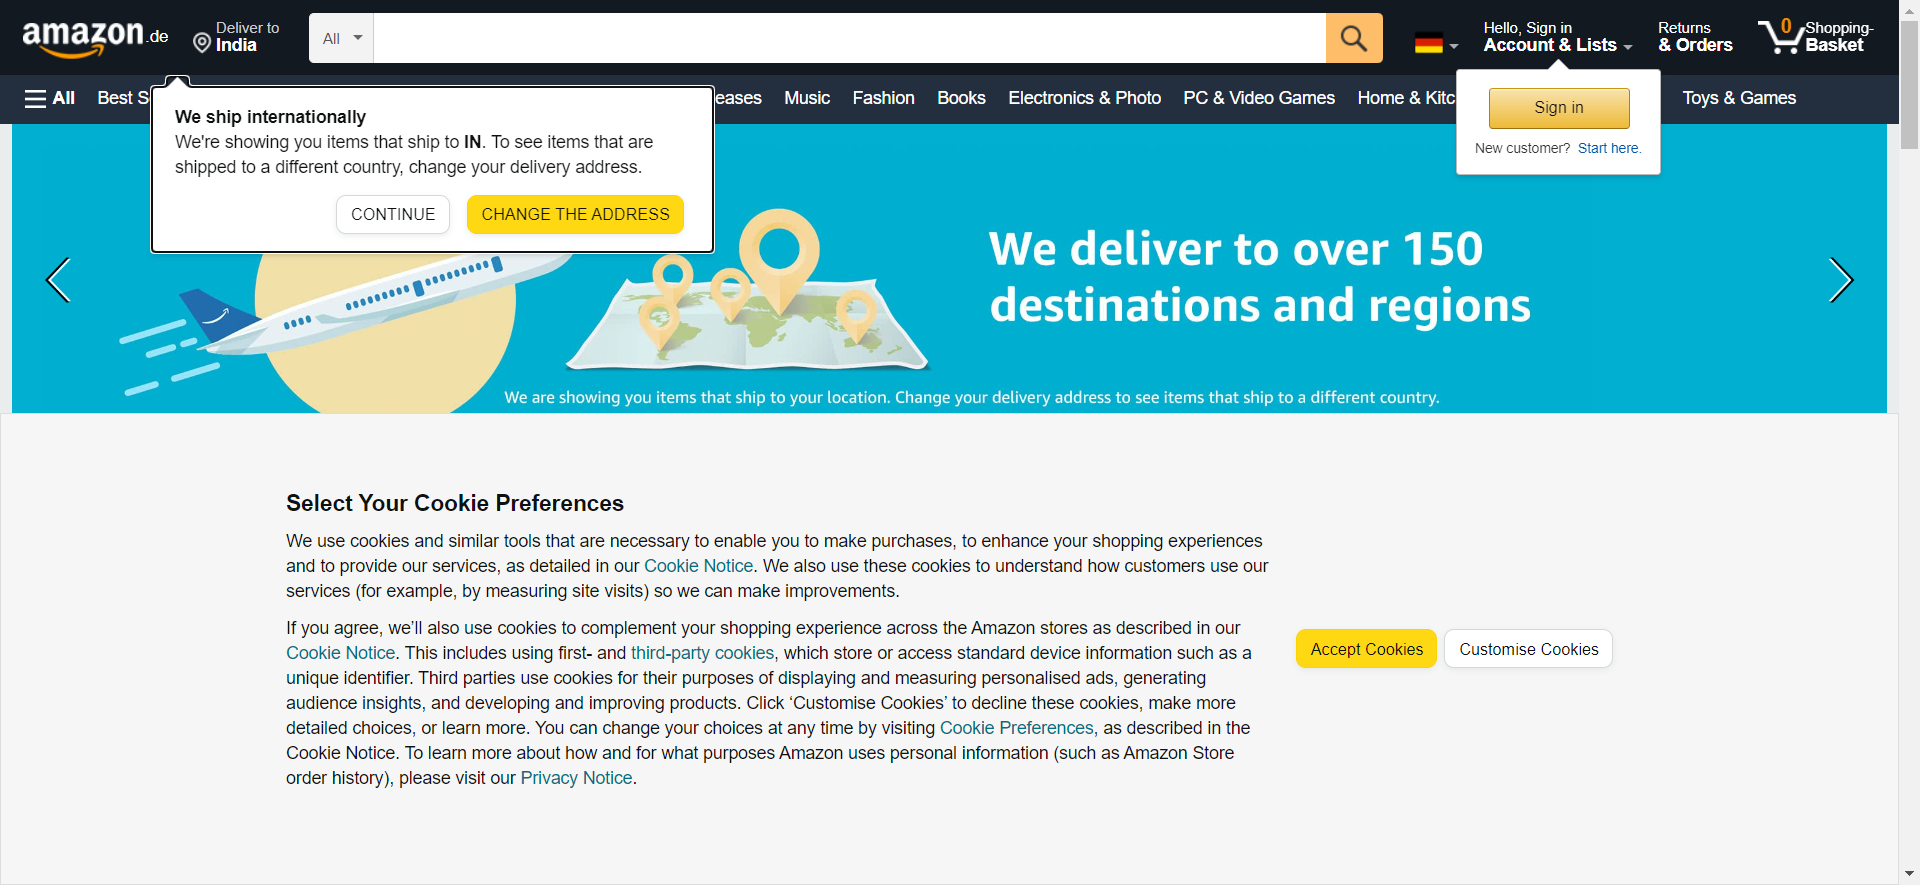 amazon.de
Deliver to
India
All
Hello, Sign in
Account & Lists
Returns
& Orders
0
Shopping-
Basket
All
Best S
eases
Music
Fashion
Books
Electronics & Photo
PC & Video Games
Home & Kitc
Toys & Games
Sign in
New customer? Start here.
We ship internationally
We're showing you items that ship to IN. To see items that are
shipped to a different country, change your delivery address.
CONTINUE
CHANGE THE ADDRESS
We deliver to over 150
destinations and regions
We are showing you items that ship to your location. Change your delivery address to see items that ship to a different country.
Select Your Cookie Preferences
We use cookies and similar tools that are necessary to enable you to make purchases, to enhance your shopping experiences
and to provide our services, as detailed in our Cookie Notice. We also use these cookies to understand how customers use our
services (for example, by measuring site visits) so we can make improvements.
If you agree, we’ll also use cookies to complement your shopping experience across the Amazon stores as described in our
Cookie Notice. This includes using first- and third-party cookies, which store or access standard device information such as a
unique identifier. Third parties use cookies for their purposes of displaying and measuring personalised ads, generating
audience insights, and developing and improving products. Click ‘Customise Cookies’ to decline these cookies, make more
detailed choices, or learn more. You can change your choices at any time by visiting Cookie Preferences, as described in the
Cookie Notice. To learn more about how and for what purposes Amazon uses personal information (such as Amazon Store
order history), please visit our Privacy Notice.
Accept Cookies
Customise Cookies